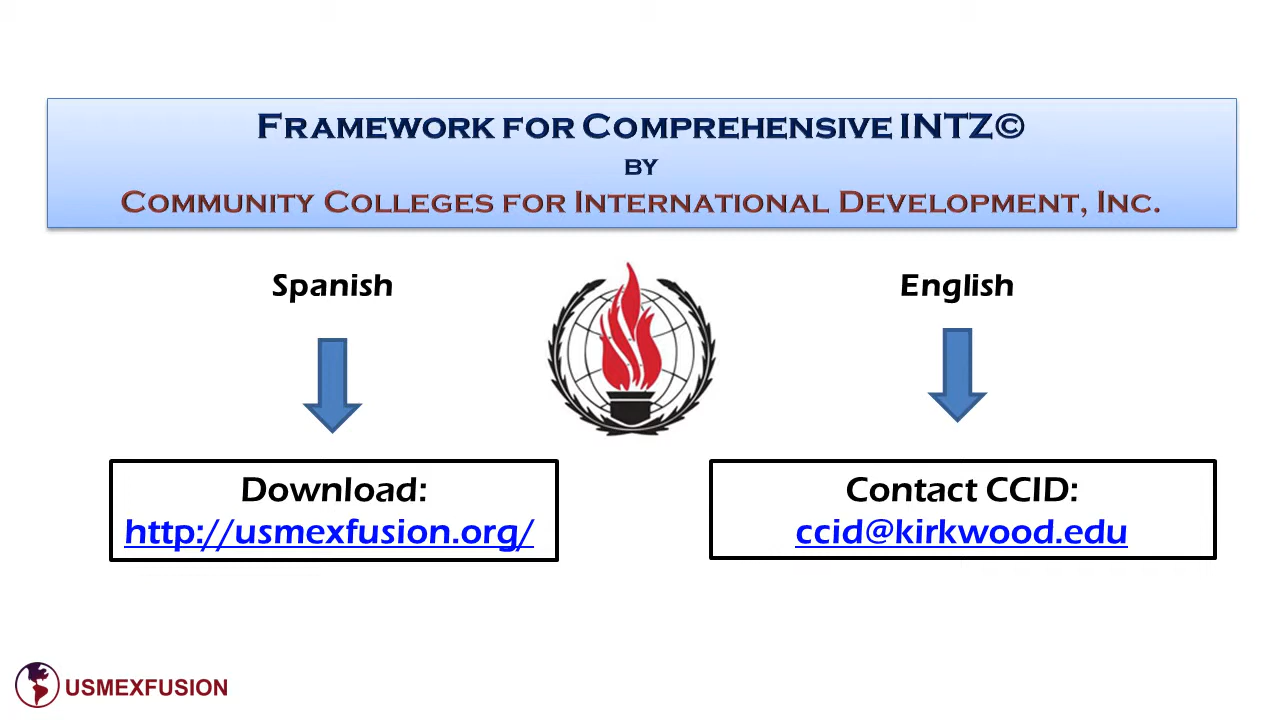 FRAMEWORK FOR COMPREHENSIVE INTZ©
BY
COMMUNITY COLLEGES FOR INTERNATIONAL DEVELOPMENT, INC.
Spanish
English
Download:
http://usmexfusion.org/
Contact CCID:
ccid@kirkwood.edu
USMEXFUSION